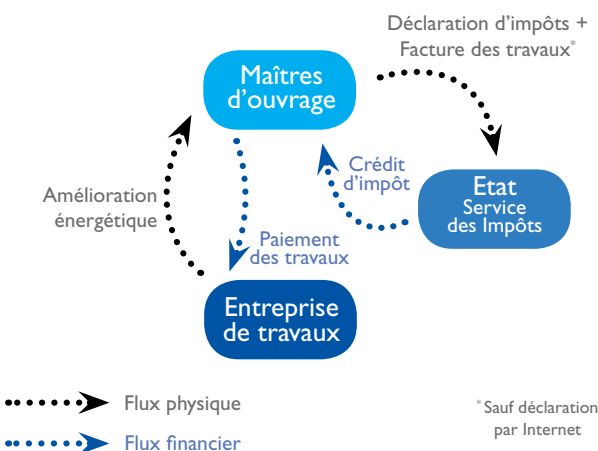 Déclaration d'impôts +
Facture des travaux*
Maîtres
d'ouvrage
Crédit
d'impôt
Etat
Service
des Impôts
Amélioration
énergétique
Paiement
des travaux
Entreprise
de travaux
Flux physique
Flux financier
*Sauf déclaration
par Internet